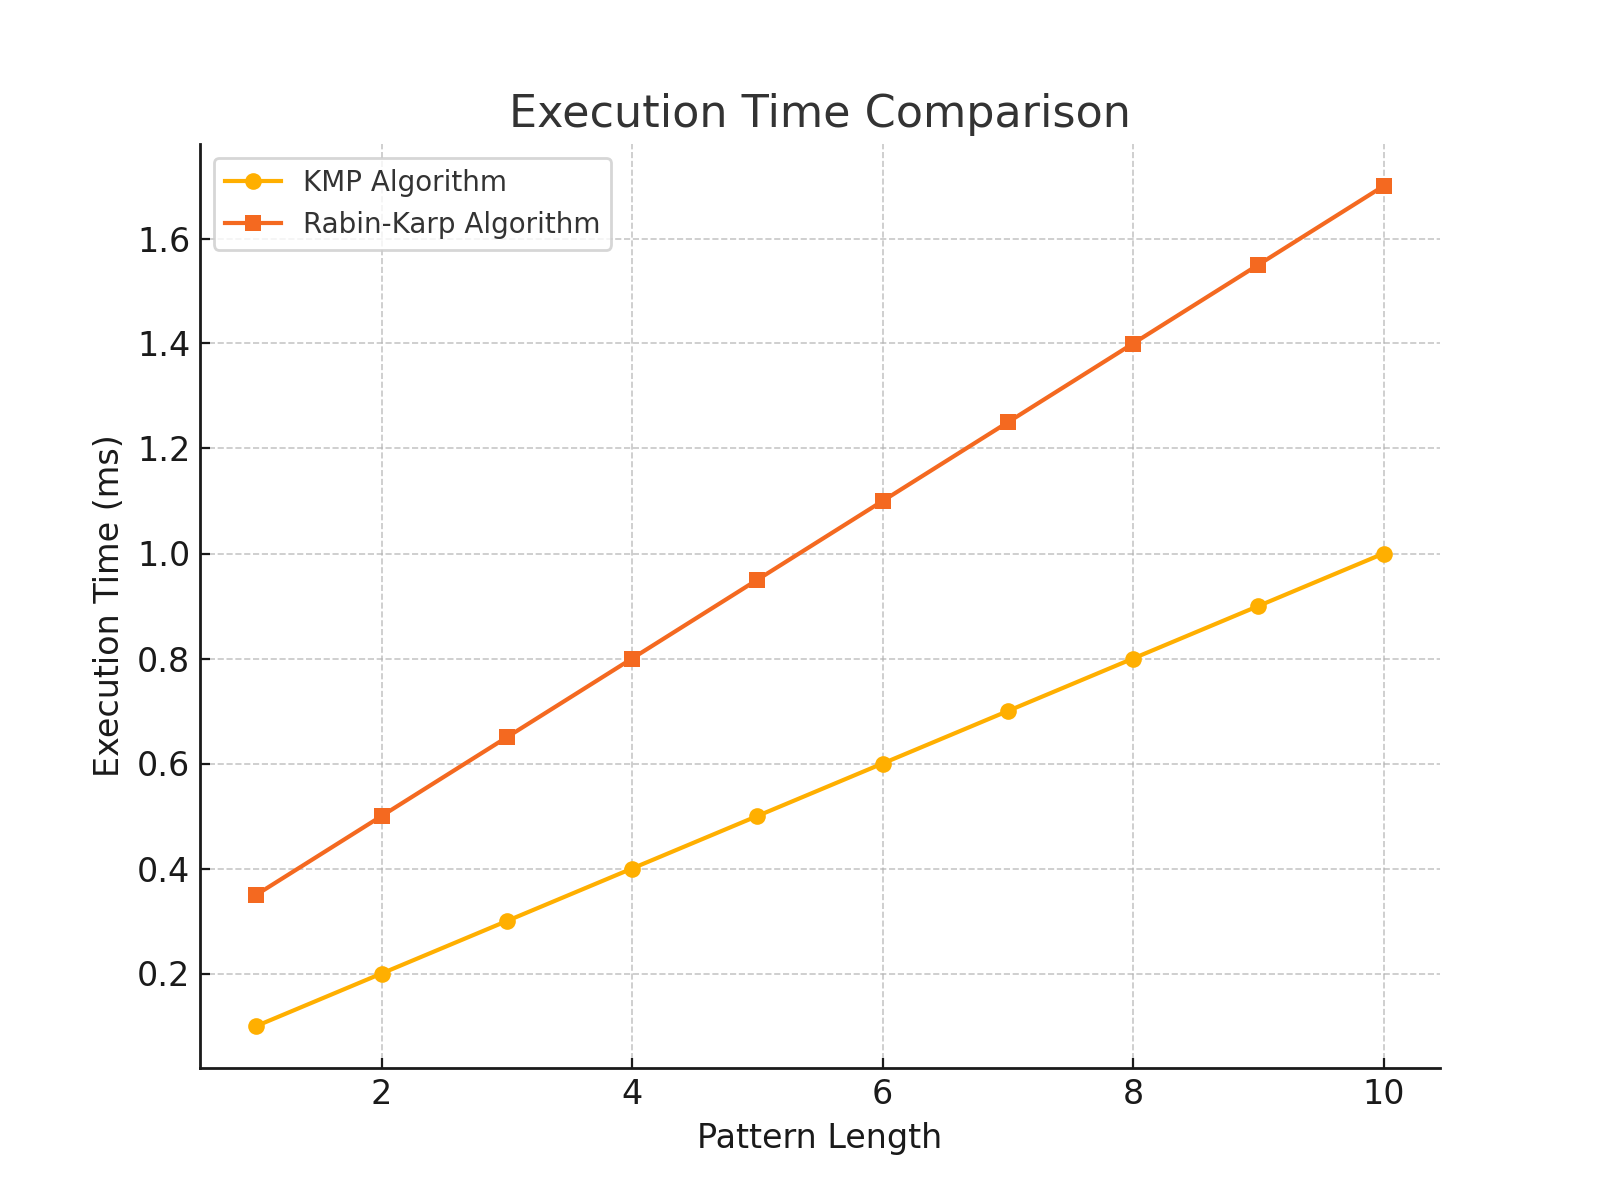 Execution Time Comparison
KMP Algorithm
Rabin-Karp Algorithm
1.6
1.4
1.2
1.0
0.8
0.6
0.4
0.2
Execution Time (ms)
2 4 6 8 10
Pattern Length